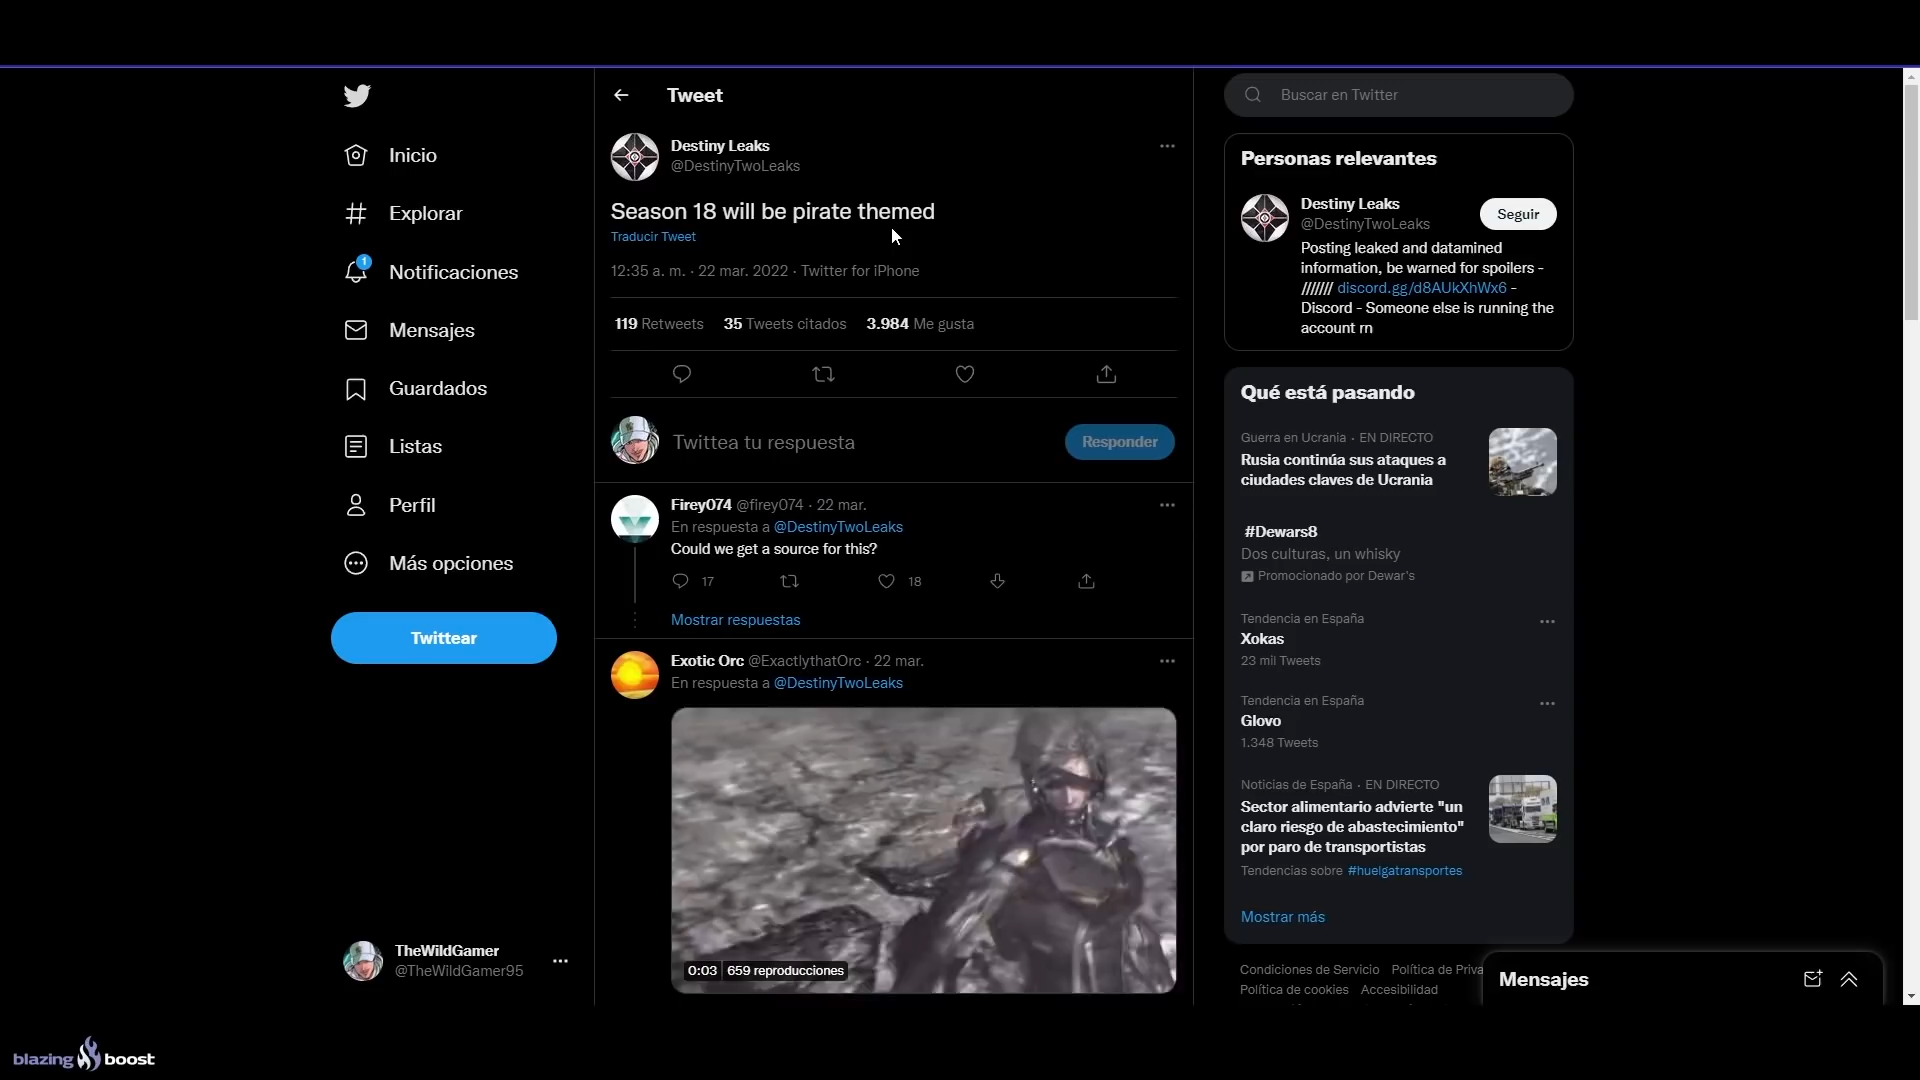 Inicio
Explorar
1
Notificaciones
Mensajes
Guardados
Listas
Perfil
Más opciones
Twittear
TheWildGamer
@TheWildGamer95
Tweet
Destiny Leaks
@DestinyTwoLeaks
Season 18 will be pirate themed
Traducir Tweet
12:35 a. m. · 22 mar. 2022 · Twitter for iPhone
119 Retweets 35 Tweets citados 3.984 Me gusta
Twittea tu respuesta
Responder
Firey074 @firey074 · 22 mar.
En respuesta a @DestinyTwoLeaks
Could we get a source for this?
17 18
Mostrar respuestas
Exotic Orc @ExactlythatOrc · 22 mar.
En respuesta a @DestinyTwoLeaks
0:03 659 reproducciones
Buscar en Twitter
Personas relevantes
Destiny Leaks
@DestinyTwoLeaks
Seguir
Posting leaked and datamined
information, be warned for spoilers -
/////// discord.gg/d8AUkXhWx6 -
Discord - Someone else is running the
account rn
Qué está pasando
Guerra en Ucrania · EN DIRECTO
Rusia continúa sus ataques a
ciudades claves de Ucrania
#Dewars8
Dos culturas, un whisky
Promocionado por Dewar's
Tendencia en España
Xokas
23 mil Tweets
Tendencia en España
Glovo
1.348 Tweets
Noticias de España · EN DIRECTO
Sector alimentario advierte "un
claro riesgo de abastecimiento"
por paro de transportistas
Tendencias sobre #huelgatransportes
Mostrar más
Condiciones de Servicio Política de Priva
Política de cookies Accesibilidad
Mensajes
blazing boost